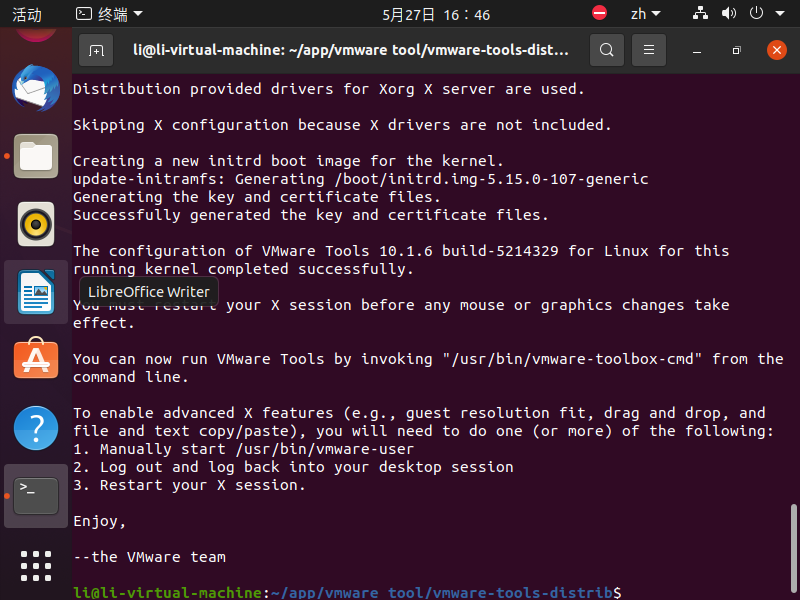 活动
终端
5月27日 16：46
zh
li@li-virtual-machine: ~/app/vmware tool/vmware-tools-dist…
Distribution provided drivers for Xorg X server are used.
Skipping X configuration because X drivers are not included.
Creating a new initrd boot image for the kernel.
update-initramfs: Generating /boot/initrd.img-5.15.0-107-generic
Generating the key and certificate files.
Successfully generated the key and certificate files.
The configuration of VMware Tools 10.1.6 build-5214329 for Linux for this
running kernel completed successfully.
LibreOffice Writer
You must restart your X session before any mouse or graphics changes take
effect.
You can now run VMware Tools by invoking "/usr/bin/vmware-toolbox-cmd" from the
command line.
To enable advanced X features (e.g., guest resolution fit, drag and drop, and
file and text copy/paste), you will need to do one (or more) of the following:
1. Manually start /usr/bin/vmware-user
2. Log out and log back into your desktop session
3. Restart your X session.
Enjoy,
--the VMware team
li@li-virtual-machine:~/app/vmware tool/vmware-tools-distrib$